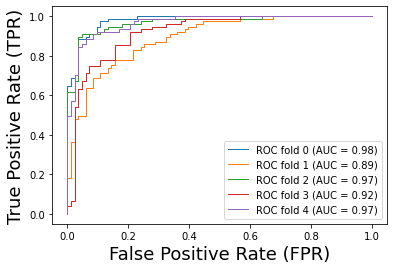 True Positive Rate (TPR)
1.0
0.8
0.6
0.4
0.2
0.0
ROC fold 0 (AUC = 0.98)
ROC fold 1 (AUC = 0.89)
ROC fold 2 (AUC = 0.97)
ROC fold 3 (AUC = 0.92)
ROC fold 4 (AUC = 0.97)
0.0 0.2 0.4 0.6 0.8 1.0
False Positive Rate (FPR)